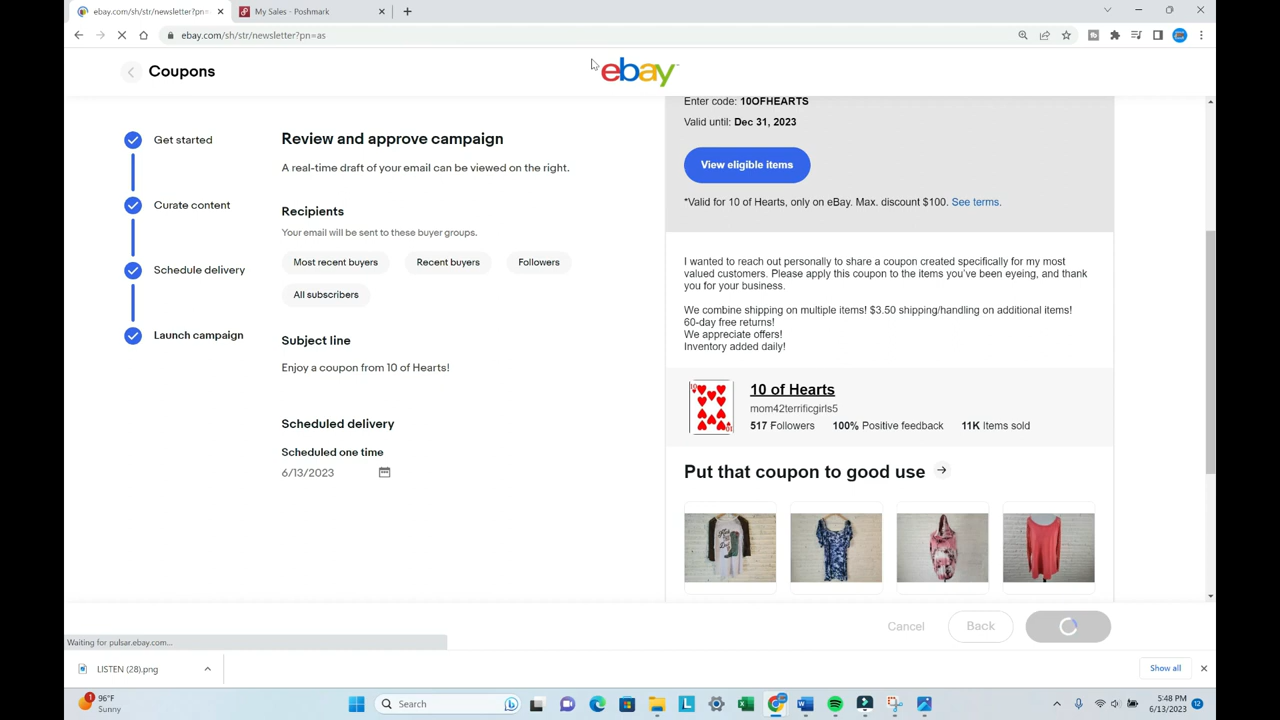 ebay.com/sh/str/newsletter?pn=as
My Sales - Poshmark
ebay.com/sh/str/newsletter?pn=as
Coupons
ebay
Get started
Curate content
Schedule delivery
Launch campaign
Review and approve campaign
A real-time draft of your email can be viewed on the right.
Recipients
Your email will be sent to these buyer groups.
Most recent buyers
Recent buyers
Followers
All subscribers
Subject line
Enjoy a coupon from 10 of Hearts!
Scheduled delivery
Scheduled one time
6/13/2023
Enter code: 10OFHEARTS
Valid until: Dec 31, 2023
View eligible items
*Valid for 10 of Hearts, only on eBay. Max. discount $100. See terms.
I wanted to reach out personally to share a coupon created specifically for my most
valued customers. Please apply this coupon to the items you've been eyeing, and thank
you for your business.
We combine shipping on multiple items! $3.50 shipping/handling on additional items!
60-day free returns!
We appreciate offers!
Inventory added daily!
10 of Hearts
mom42terrificgirls5
517 Followers 100% Positive feedback 11K Items sold
Put that coupon to good use
Cancel
Back
Waiting for pulsar.ebay.com...
LISTEN (28).png
Show all
1
96°F
Sunny
Search
5:48 PM
6/13/2023
12